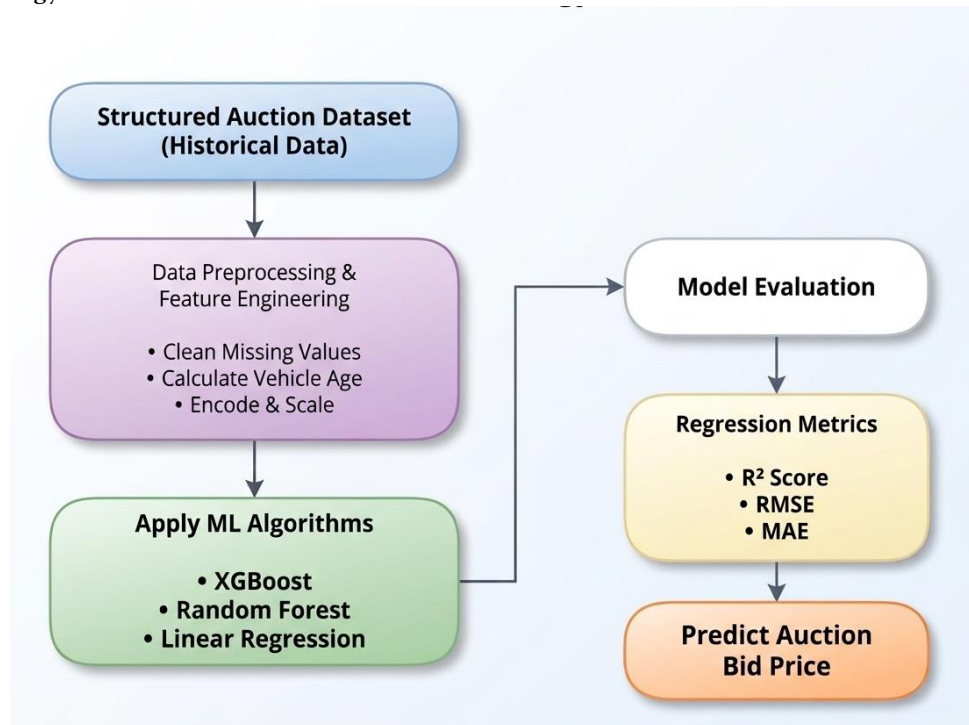 Structured Auction Dataset
(Historical Data)
Data Preprocessing &
Feature Engineering
• Clean Missing Values
• Calculate Vehicle Age
• Encode & Scale
Apply ML Algorithms
• XGBoost
• Random Forest
• Linear Regression
Model Evaluation
Regression Metrics
• R² Score
• RMSE
• MAE
Predict Auction
Bid Price